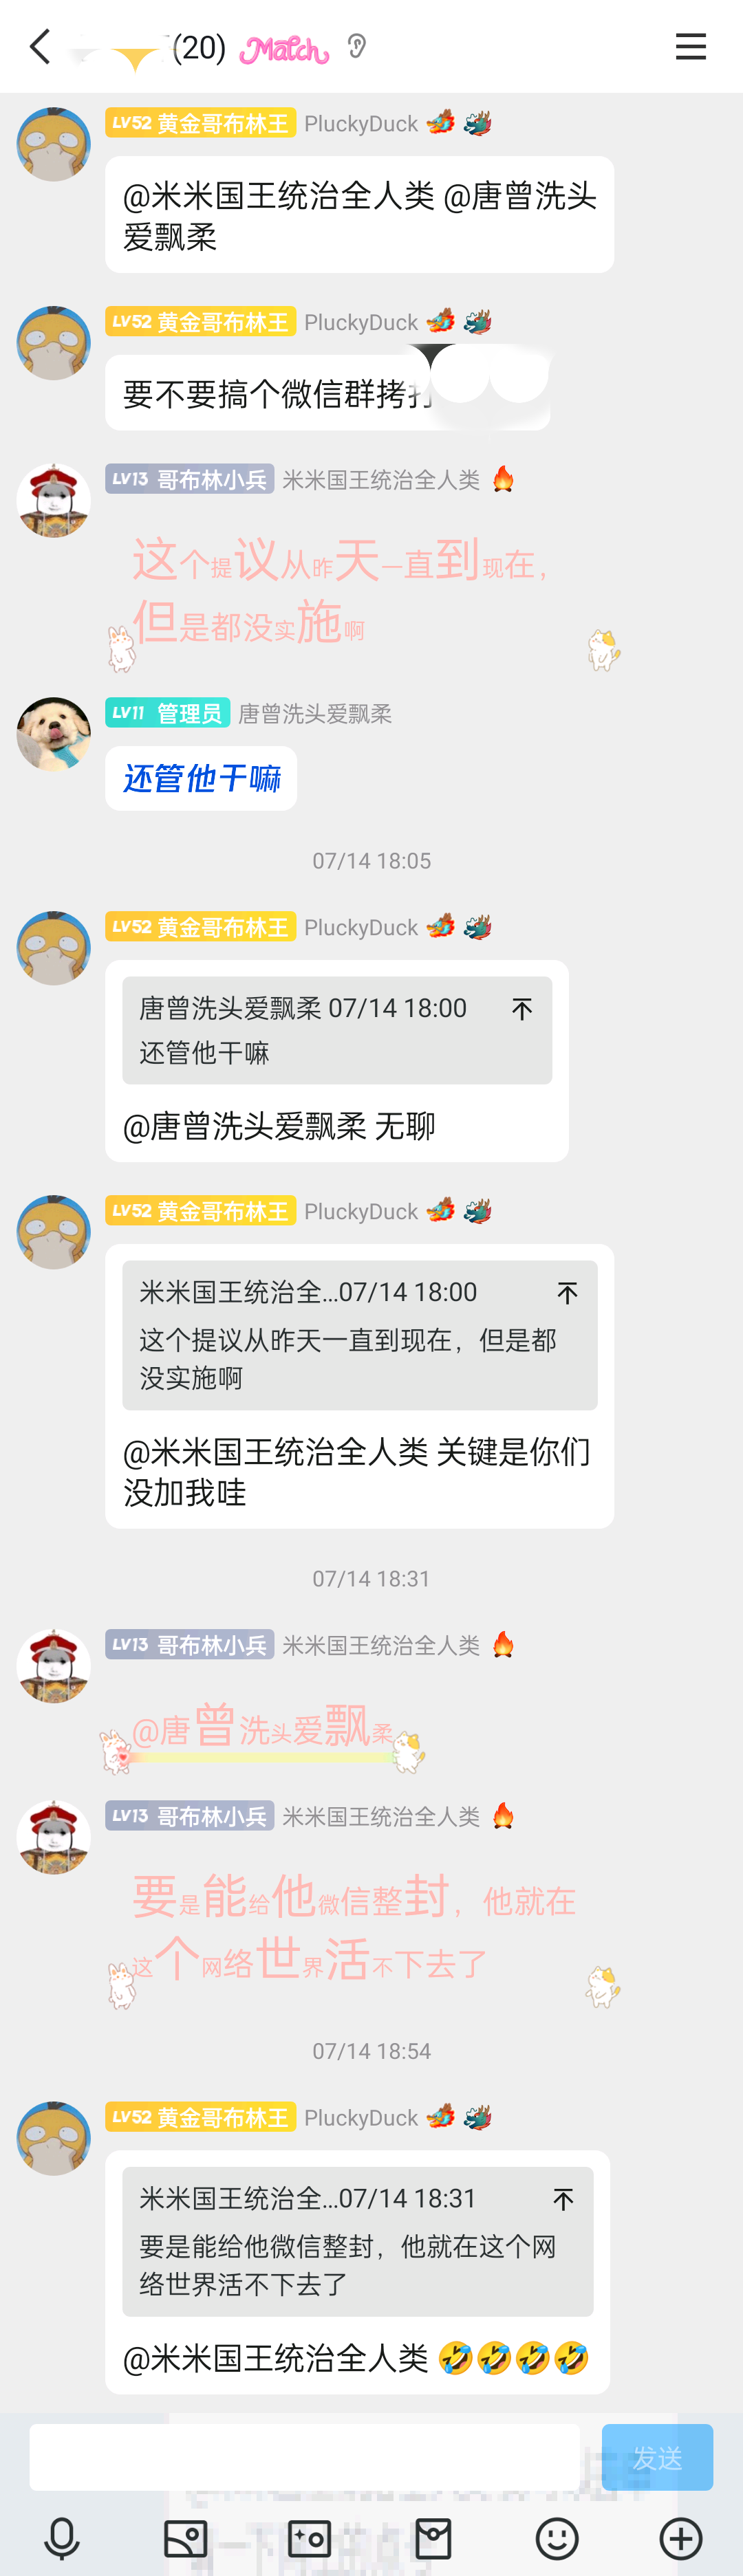 (20) Match
LV52 黄金哥布林王 PluckyDuck
@米米国王统治全人类 @唐曾洗头
爱飘柔
LV52 黄金哥布林王 PluckyDuck
要不要搞个微信群拷打
LV13 哥布林小兵 米米国王统治全人类
这个提议从昨天一直到现在，
但是都没实施啊
LV11 管理员 唐曾洗头爱飘柔
还管他干嘛
07/14 18:05
LV52 黄金哥布林王 PluckyDuck
唐曾洗头爱飘柔 07/14 18:00
还管他干嘛
@唐曾洗头爱飘柔 无聊
LV52 黄金哥布林王 PluckyDuck
米米国王统治全...07/14 18:00
这个提议从昨天一直到现在，但是都
没实施啊
@米米国王统治全人类 关键是你们
没加我哇
07/14 18:31
LV13 哥布林小兵 米米国王统治全人类
@唐曾洗头爱飘柔
LV13 哥布林小兵 米米国王统治全人类
要是能给他微信整封，他就在
这个网络世界活不下去了
07/14 18:54
LV52 黄金哥布林王 PluckyDuck
米米国王统治全...07/14 18:31
要是能给他微信整封，他就在这个网
络世界活不下去了
@米米国王统治全人类 🤣🤣🤣🤣
发送